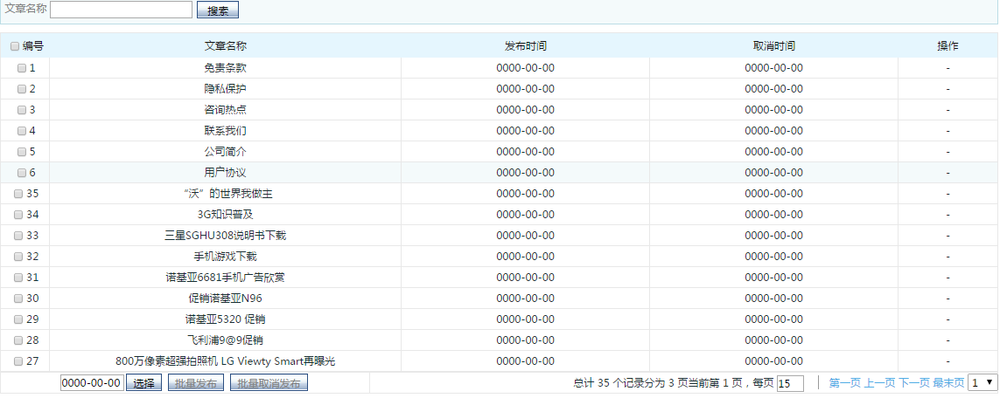 文章名称 搜索
编号 文章名称 发布时间 取消时间 操作
1 免责条款 0000-00-00 0000-00-00 -
2 隐私保护 0000-00-00 0000-00-00 -
3 咨询热点 0000-00-00 0000-00-00 -
4 联系我们 0000-00-00 0000-00-00 -
5 公司简介 0000-00-00 0000-00-00 -
6 用户协议 0000-00-00 0000-00-00 -
35 “沃”的世界我做主 0000-00-00 0000-00-00 -
34 3G知识普及 0000-00-00 0000-00-00 -
33 三星SGHU308说明书下载 0000-00-00 0000-00-00 -
32 手机游戏下载 0000-00-00 0000-00-00 -
31 诺基亚6681手机广告欣赏 0000-00-00 0000-00-00 -
30 促销诺基亚N96 0000-00-00 0000-00-00 -
29 诺基亚5320 促销 0000-00-00 0000-00-00 -
28 飞利浦9@9促销 0000-00-00 0000-00-00 -
27 800万像素超强拍照机 LG Viewty Smart再曝光 0000-00-00 0000-00-00 -
0000-00-00 选择 批量发布 批量取消发布 总计 35 个记录分为 3 页当前第 1 页，每页 15 | 第一页 上一页 下一页 最末页 1